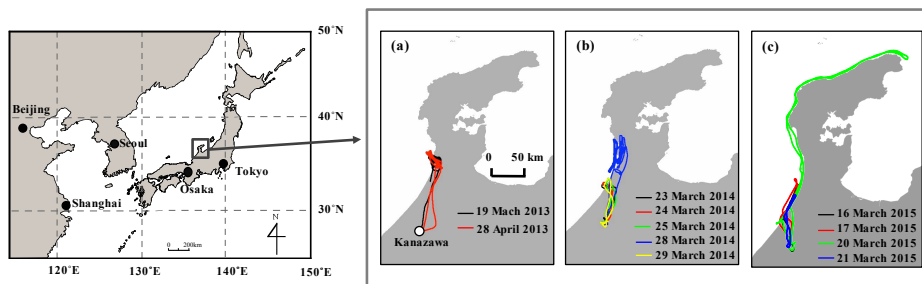 50˚N
40˚N
30˚N
120˚E
130˚E
140˚E
150˚E
Beijing
Seoul
Tokyo
Osaka
Shanghai
N
0 200km
(a)
0 50 km
19 Mach 2013
28 April 2013
Kanazawa
(b)
23 March 2014
24 March 2014
25 March 2014
28 March 2014
29 March 2014
(c)
16 March 2015
17 March 2015
20 March 2015
21 March 2015